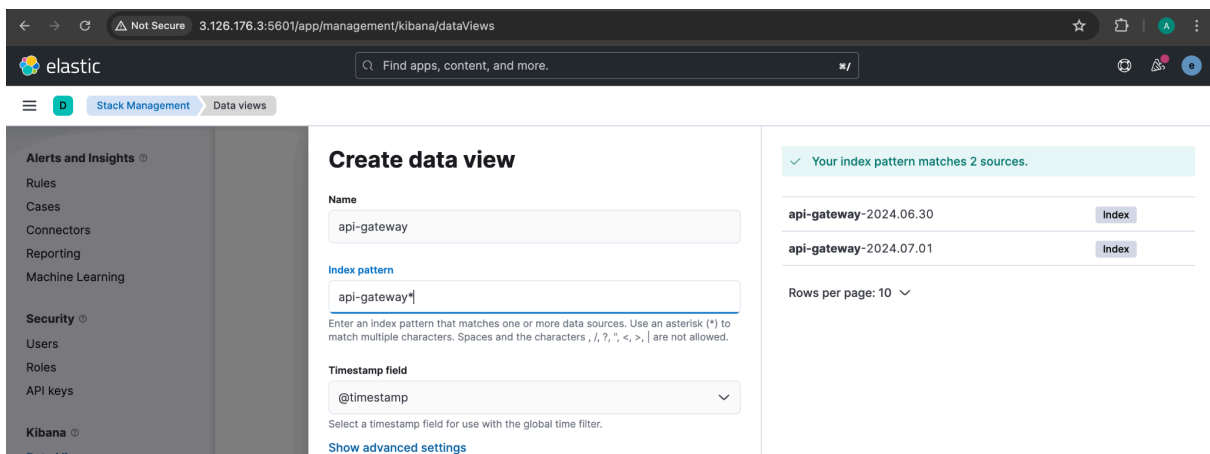 Not Secure 3.126.176.3:5601/app/management/kibana/dataViews
A
elastic
Find apps, content, and more.
⌘/
e
D
Stack Management
Data views
Alerts and Insights
Rules
Cases
Connectors
Reporting
Machine Learning
Security
Users
Roles
API keys
Kibana
Create data view
Name
api-gateway
Index pattern
api-gateway*
Enter an index pattern that matches one or more data sources. Use an asterisk (*) to
match multiple characters. Spaces and the characters , /, ?, ", <, >, | are not allowed.
Timestamp field
@timestamp
Select a timestamp field for use with the global time filter.
Show advanced settings
Your index pattern matches 2 sources.
api-gateway-2024.06.30 Index
api-gateway-2024.07.01 Index
Rows per page: 10